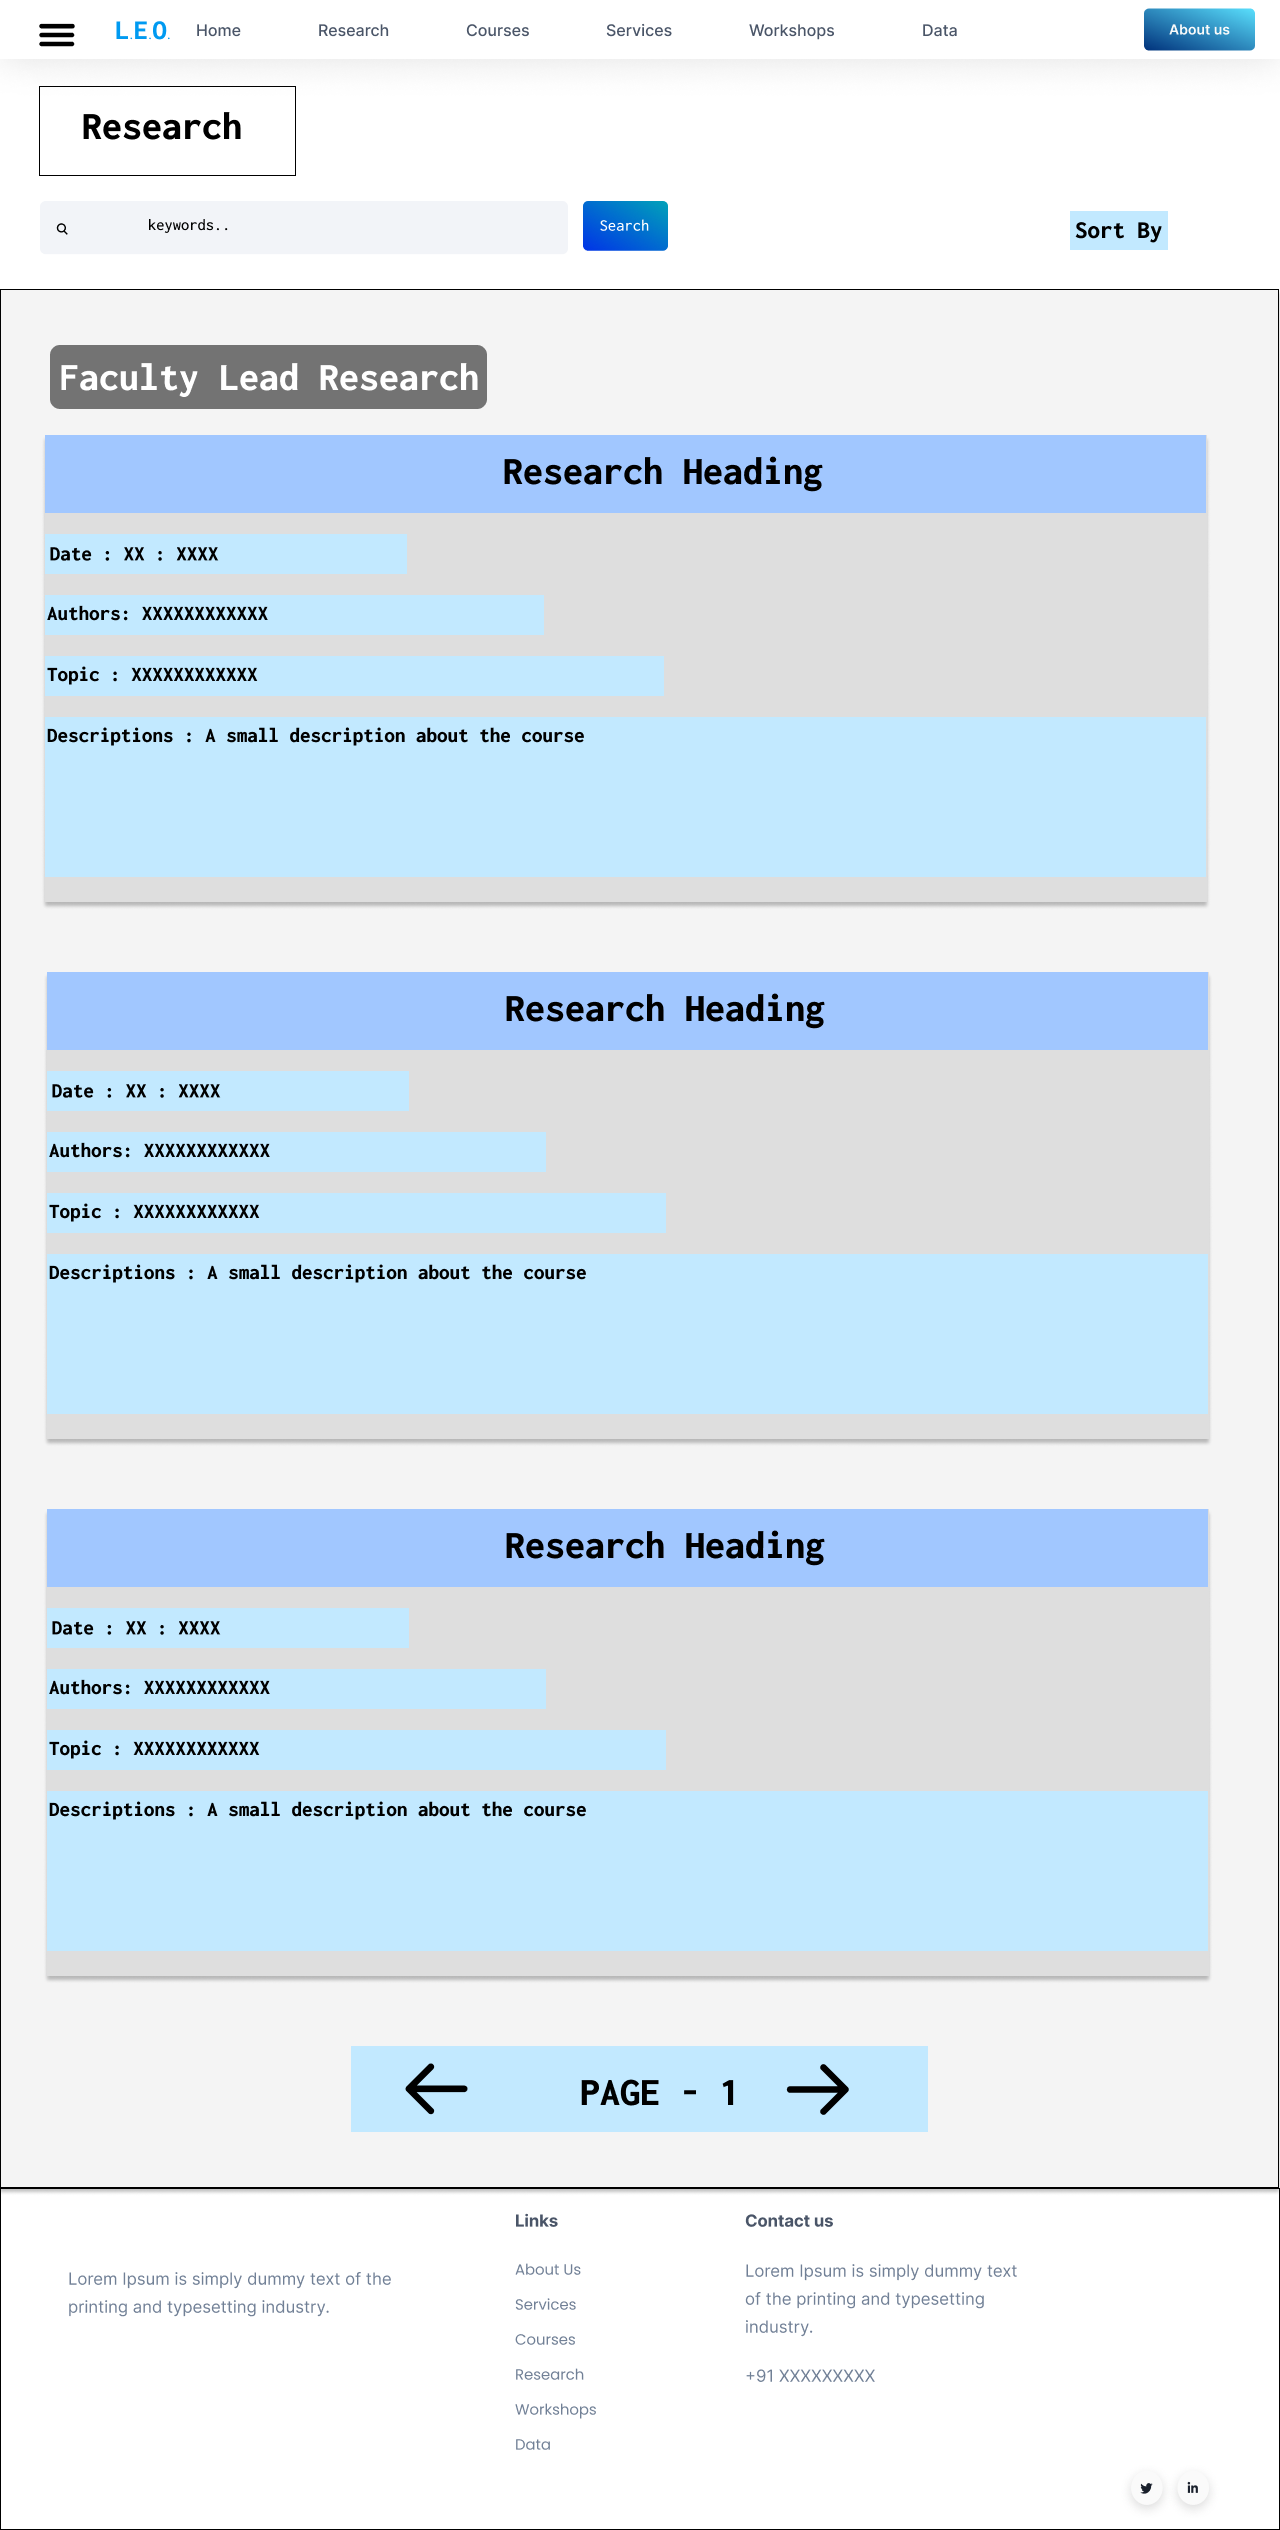 L.E.O. Home Research Courses Services Workshops Data About us
Research
keywords.. Search Sort By
Faculty Lead Research
Research Heading
Date : XX : XXXX
Authors: XXXXXXXXXXXX
Topic : XXXXXXXXXXXX
Descriptions : A small description about the course
Research Heading
Date : XX : XXXX
Authors: XXXXXXXXXXXX
Topic : XXXXXXXXXXXX
Descriptions : A small description about the course
Research Heading
Date : XX : XXXX
Authors: XXXXXXXXXXXX
Topic : XXXXXXXXXXXX
Descriptions : A small description about the course
PAGE - 1
Lorem Ipsum is simply dummy text of the
printing and typesetting industry.
Links
About Us
Services
Courses
Research
Workshops
Data
Contact us
Lorem Ipsum is simply dummy text
of the printing and typesetting
industry.
+91 XXXXXXXXX
in